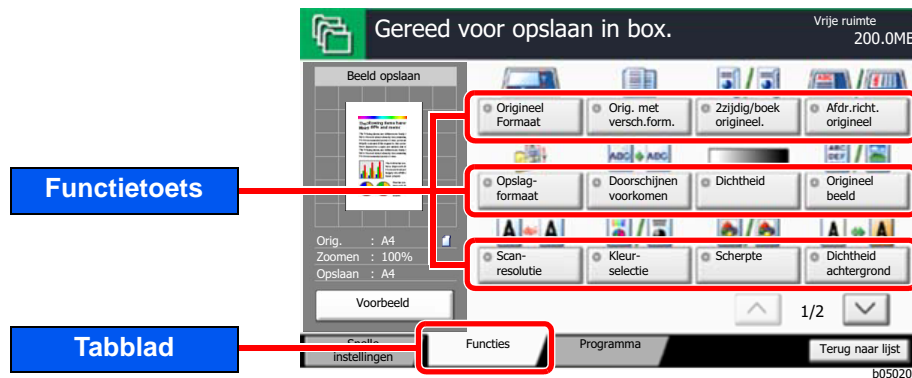 Gereed voor opslaan in box.
Vrije ruimte
200.0MB
Beeld opslaan
Origineel
Formaat
Orig. met
versch.form.
2zijdig/boek
origineel.
Afdr.richt.
origineel
Functietoets
Opslag-
formaat
Doorschijnen
voorkomen
Dichtheid
Origineel
beeld
ABC
ABC
Orig. : A4
Zoomen : 100%
Opslaan : A4
Scan-
resolutie
Kleur-
selectie
Scherpte
Dichtheid
achtergrond
Voorbeeld
1/2
Tabblad
Snelle
instellingen
Functies
Programma
Terug naar lijst
b05020